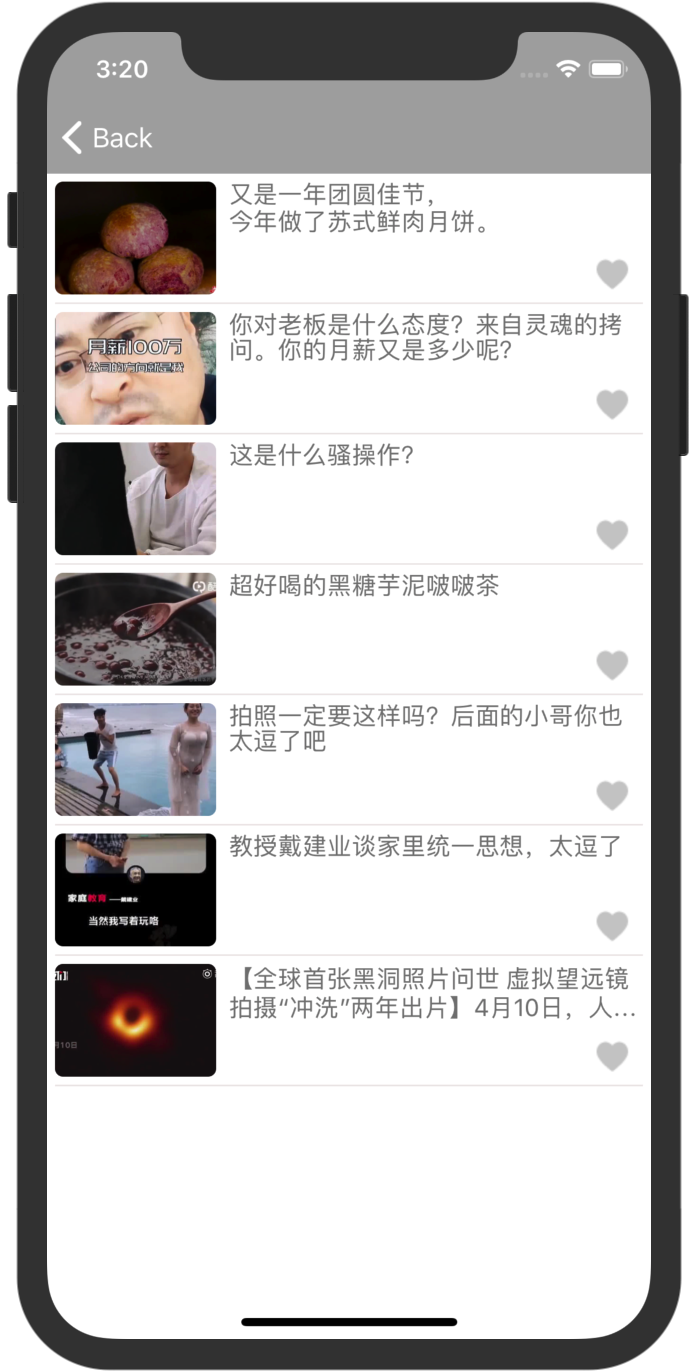 3:20
Back
又是一年团圆佳节，
今年做了苏式鲜肉月饼。
月薪100万
公司的方向就是我
你对老板是什么态度？来自灵魂的拷
问。你的月薪又是多少呢？
这是什么骚操作？
超好喝的黑糖芋泥啵啵茶
拍照一定要这样吗？后面的小哥你也
太逗了吧
家庭教育——戴建业
当然我写着玩咯
教授戴建业谈家里统一思想，太逗了
月10日
【全球首张黑洞照片问世 虚拟望远镜
拍摄“冲洗”两年出片】4月10日，人...